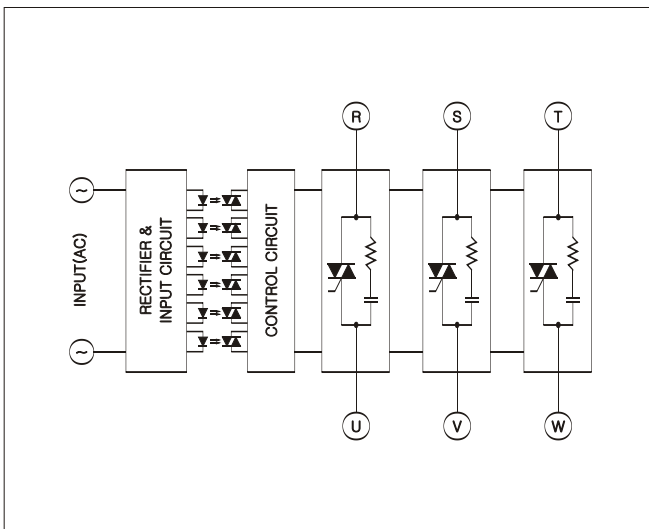 R
S
T
~
INPUT(AC)
~
RECTIFIER &
INPUT CIRCUIT
CONTROL CIRCUIT
U
V
W